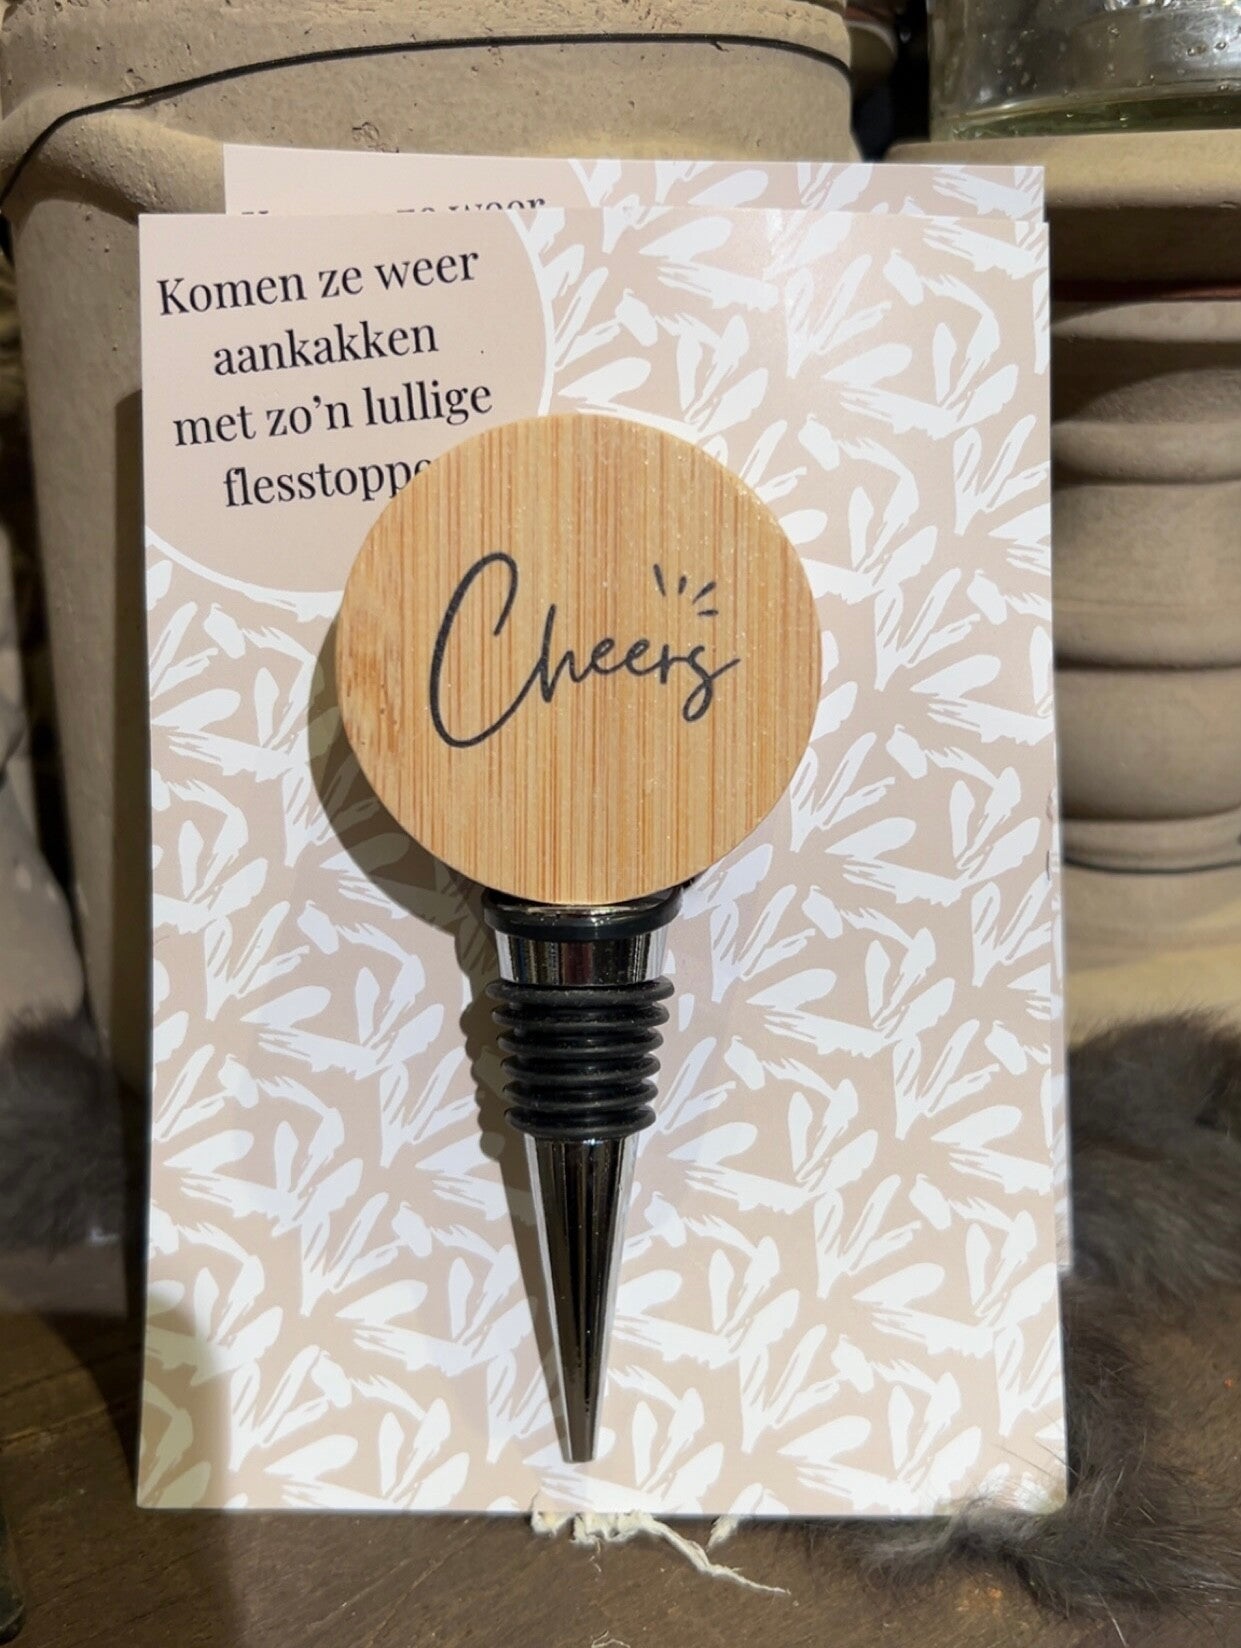 Komen ze weer
aankakken
met zo'n lullige
Cheers